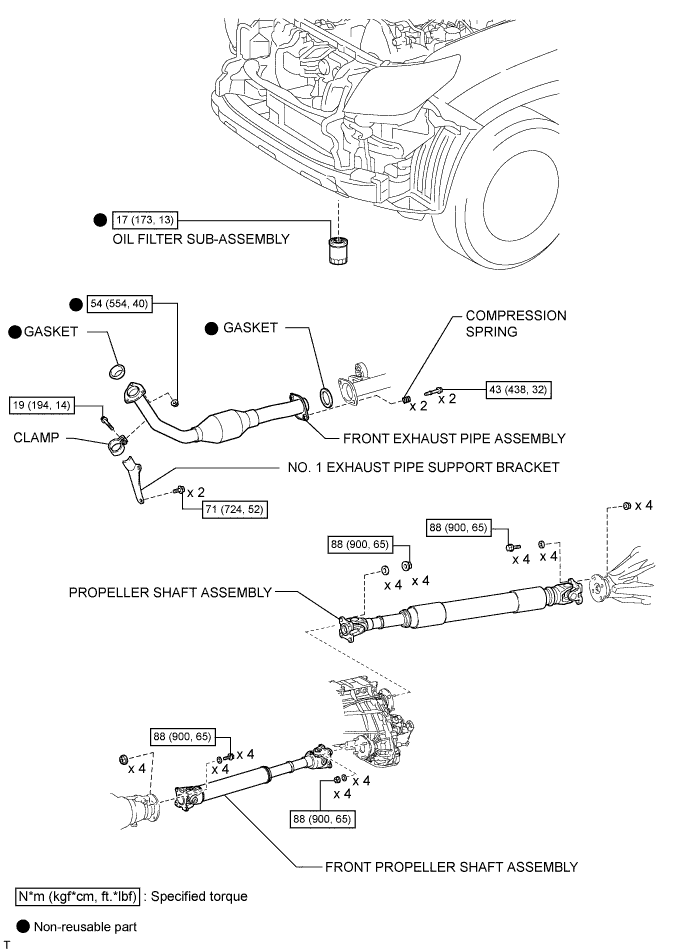 17 (173, 13)
OIL FILTER SUB-ASSEMBLY
54 (554, 40)
GASKET
GASKET
COMPRESSION
SPRING
x 2
x 2
43 (438, 32)
19 (194, 14)
CLAMP
FRONT EXHAUST PIPE ASSEMBLY
NO. 1 EXHAUST PIPE SUPPORT BRACKET
x 2
71 (724, 52)
x 4
88 (900, 65)
88 (900, 65)
x 4
x 4
x 4
x 4
PROPELLER SHAFT ASSEMBLY
88 (900, 65)
x 4
x 4
x 4
x 4
x 4
88 (900, 65)
FRONT PROPELLER SHAFT ASSEMBLY
N*m (kgf*cm, ft.*lbf) : Specified torque
Non-reusable part
T